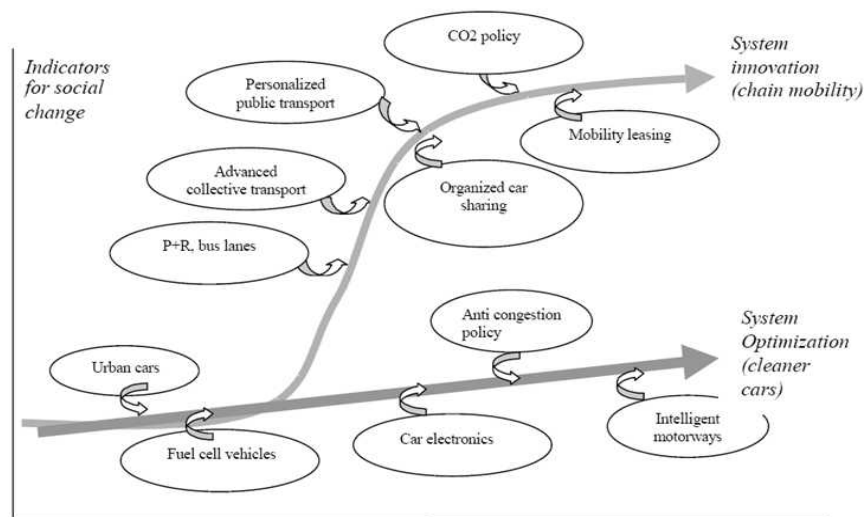 Indicators
for social
change
CO2 policy
System
innovation
(chain mobility)
Personalized
public transport
Mobility leasing
Advanced
collective transport
Organized car
sharing
P+R, bus lanes
Anti congestion
policy
System
Optimization
(cleaner
cars)
Urban cars
Fuel cell vehicles
Car electronics
Intelligent
motorways